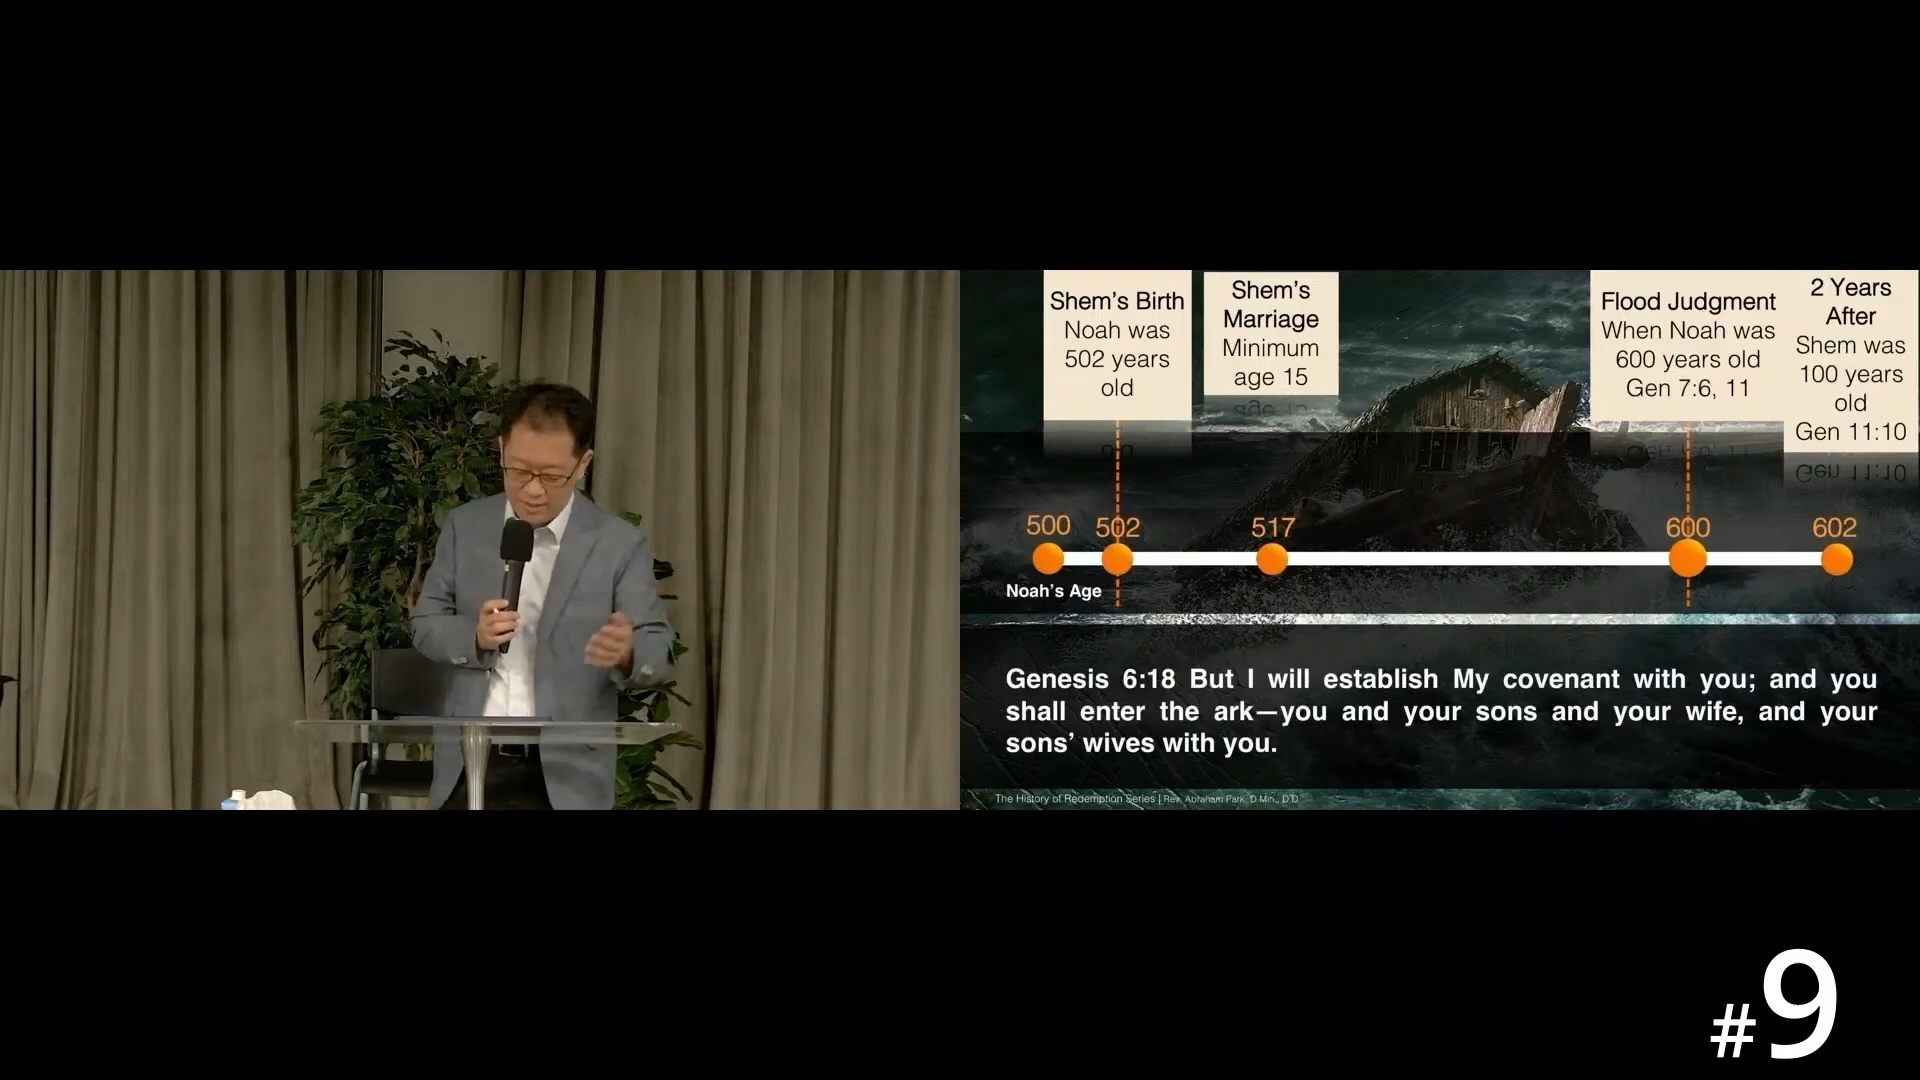 Shem's Birth
Noah was
502 years
old
Shem's
Marriage
Minimum
age 15
Flood Judgment
When Noah was
600 years old
Gen 7:6, 11
2 Years
After
Shem was
100 years
old
Gen 11:10
500 502 517 600 602
Noah's Age
Genesis 6:18 But I will establish My covenant with you; and you
shall enter the ark—you and your sons and your wife, and your
sons' wives with you.
The History of Redemption Series | Rev. Abraham Park, D.Min., D.D.
#9